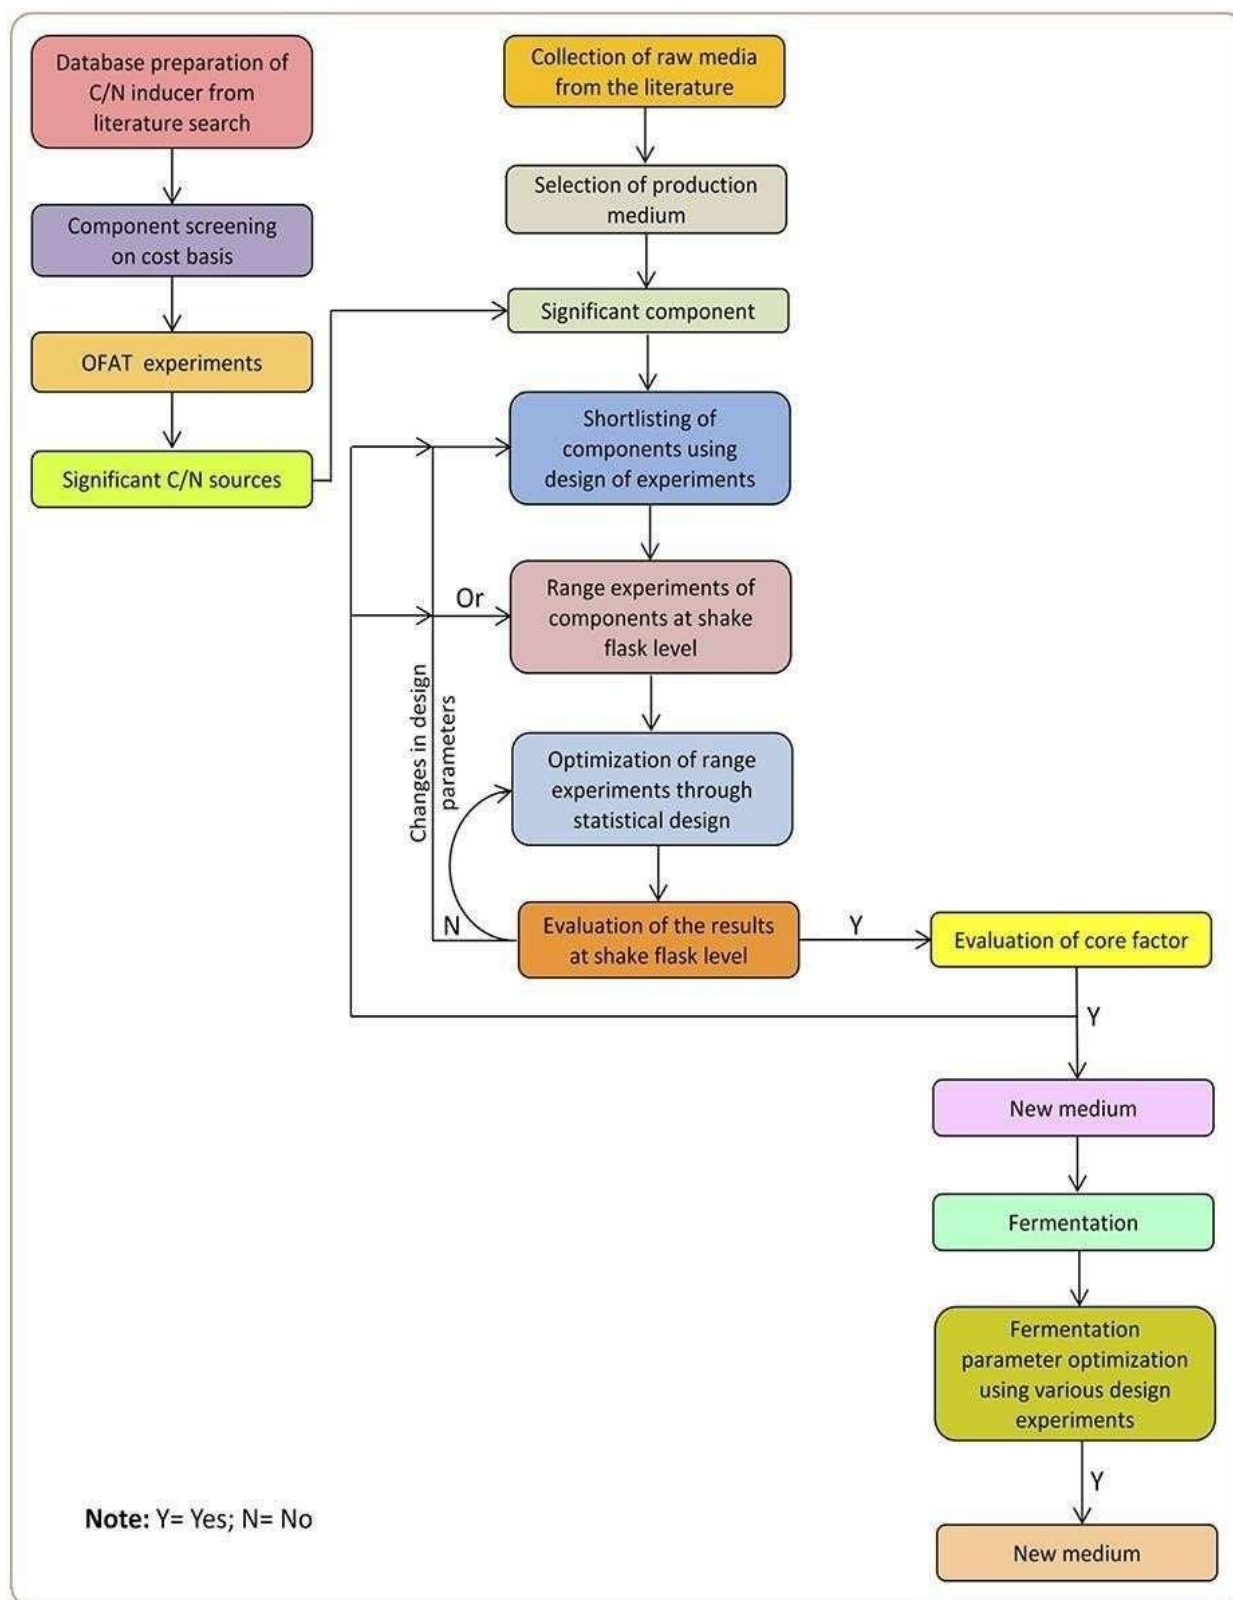 Database preparation of
C/N inducer from
literature search
Component screening
on cost basis
OFAT experiments
Significant C/N sources
Collection of raw media
from the literature
Selection of production
medium
Significant component
Shortlisting of
components using
design of experiments
Or
Range experiments of
components at shake
flask level
Changes in design
parameters
Optimization of range
experiments through
statistical design
N
Evaluation of the results
at shake flask level
Y
Evaluation of core factor
Y
New medium
Fermentation
Fermentation
parameter optimization
using various design
experiments
Y
New medium
Note: Y= Yes; N= No